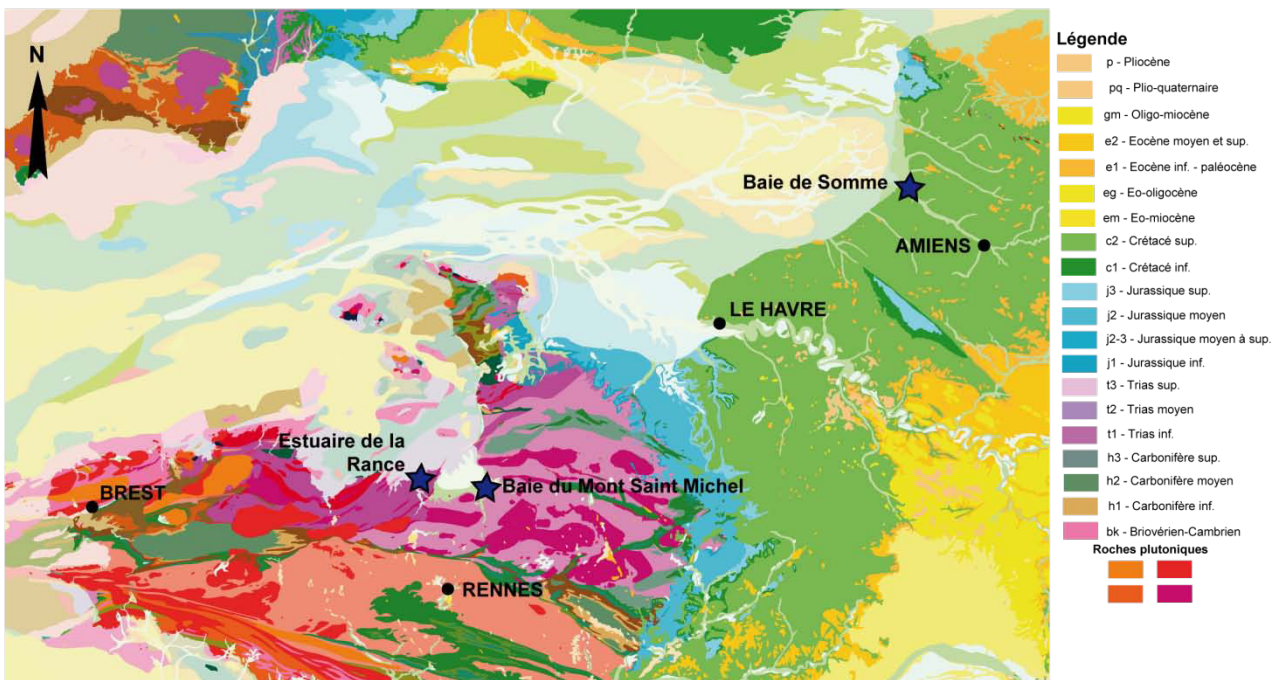 N
Baie de Somme
AMIENS
LE HAVRE
Estuaire de la
Rance
Baie du Mont Saint Michel
BREST
RENNES
Légende
p - Pliocène
pq - Plio-quaternaire
gm - Oligo-miocène
e2 - Eocène moyen et sup.
e1 - Eocène inf. - paléocène
eg - Eo-oligocène
em - Eo-miocène
c2 - Crétacé sup.
c1 - Crétacé inf.
j3 - Jurassique sup.
j2 - Jurassique moyen
j2-3 - Jurassique moyen à sup.
j1 - Jurassique inf.
t3 - Trias sup.
t2 - Trias moyen
t1 - Trias inf.
h3 - Carbonifère sup.
h2 - Carbonifère moyen
h1 - Carbonifère inf.
bk - Briovérien-Cambrien
Roches plutoniques